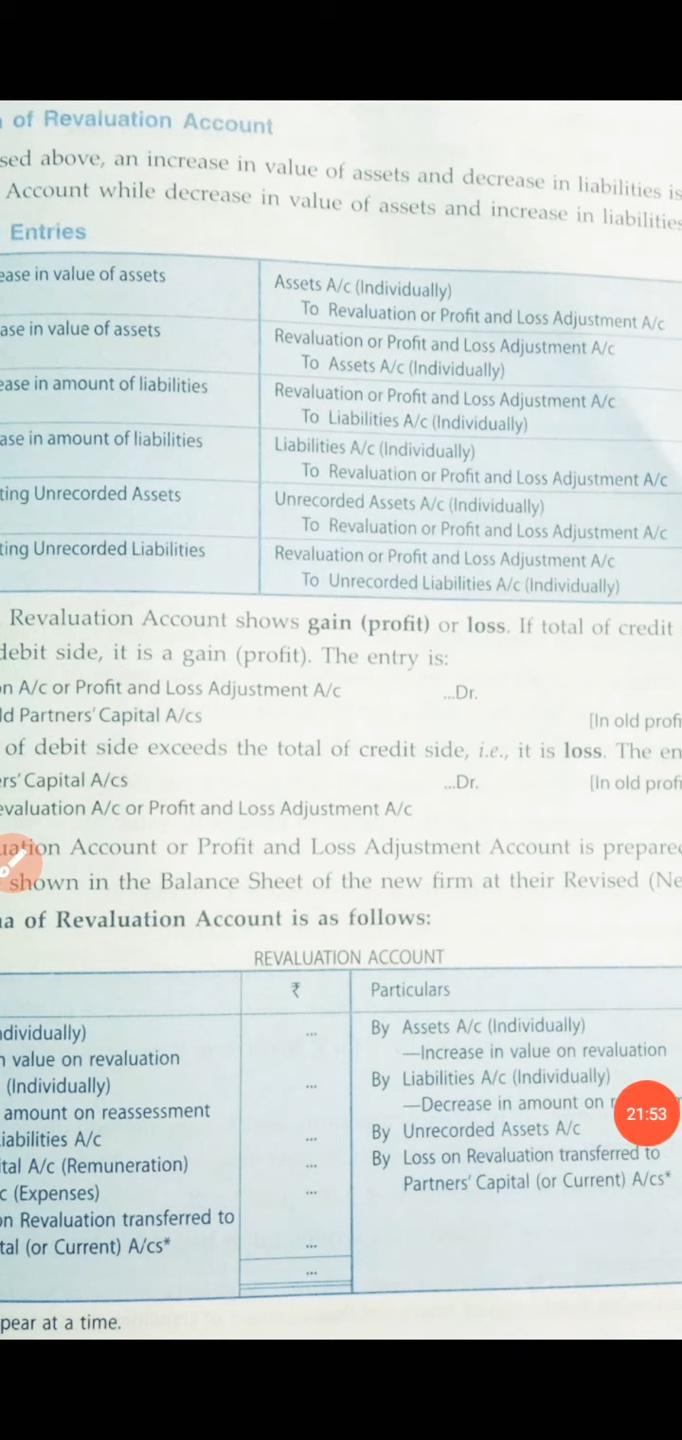 of Revaluation Account
sed above, an increase in value of assets and decrease in liabilities is
Account while decrease in value of assets and increase in liabilities
Entries
ease in value of assets
Assets A/c (Individually)
To Revaluation or Profit and Loss Adjustment A/c
ase in value of assets
Revaluation or Profit and Loss Adjustment A/c
To Assets A/c (Individually)
ease in amount of liabilities
Revaluation or Profit and Loss Adjustment A/c
To Liabilities A/c (Individually)
ase in amount of liabilities
Liabilities A/c (Individually)
To Revaluation or Profit and Loss Adjustment A/c
ting Unrecorded Assets
Unrecorded Assets A/c (Individually)
To Revaluation or Profit and Loss Adjustment A/c
ting Unrecorded Liabilities
Revaluation or Profit and Loss Adjustment A/c
To Unrecorded Liabilities A/c (Individually)
Revaluation Account shows gain (profit) or loss. If total of credit
debit side, it is a gain (profit). The entry is:
on A/c or Profit and Loss Adjustment A/c ...Dr.
ld Partners' Capital A/cs [In old profi
of debit side exceeds the total of credit side, i.e., it is loss. The en
ers' Capital A/cs ...Dr. [In old profi
evaluation A/c or Profit and Loss Adjustment A/c
uation Account or Profit and Loss Adjustment Account is prepared
shown in the Balance Sheet of the new firm at their Revised (Ne
na of Revaluation Account is as follows:
REVALUATION ACCOUNT
₹ Particulars
dividually) ... By Assets A/c (Individually)
n value on revaluation —Increase in value on revaluation
(Individually) ... By Liabilities A/c (Individually)
amount on reassessment —Decrease in amount on
21:53
iabilities A/c ... By Unrecorded Assets A/c
ital A/c (Remuneration) ... By Loss on Revaluation transferred to
c (Expenses) ... Partners' Capital (or Current) A/cs*
on Revaluation transferred to
tal (or Current) A/cs* ...
...
pear at a time.